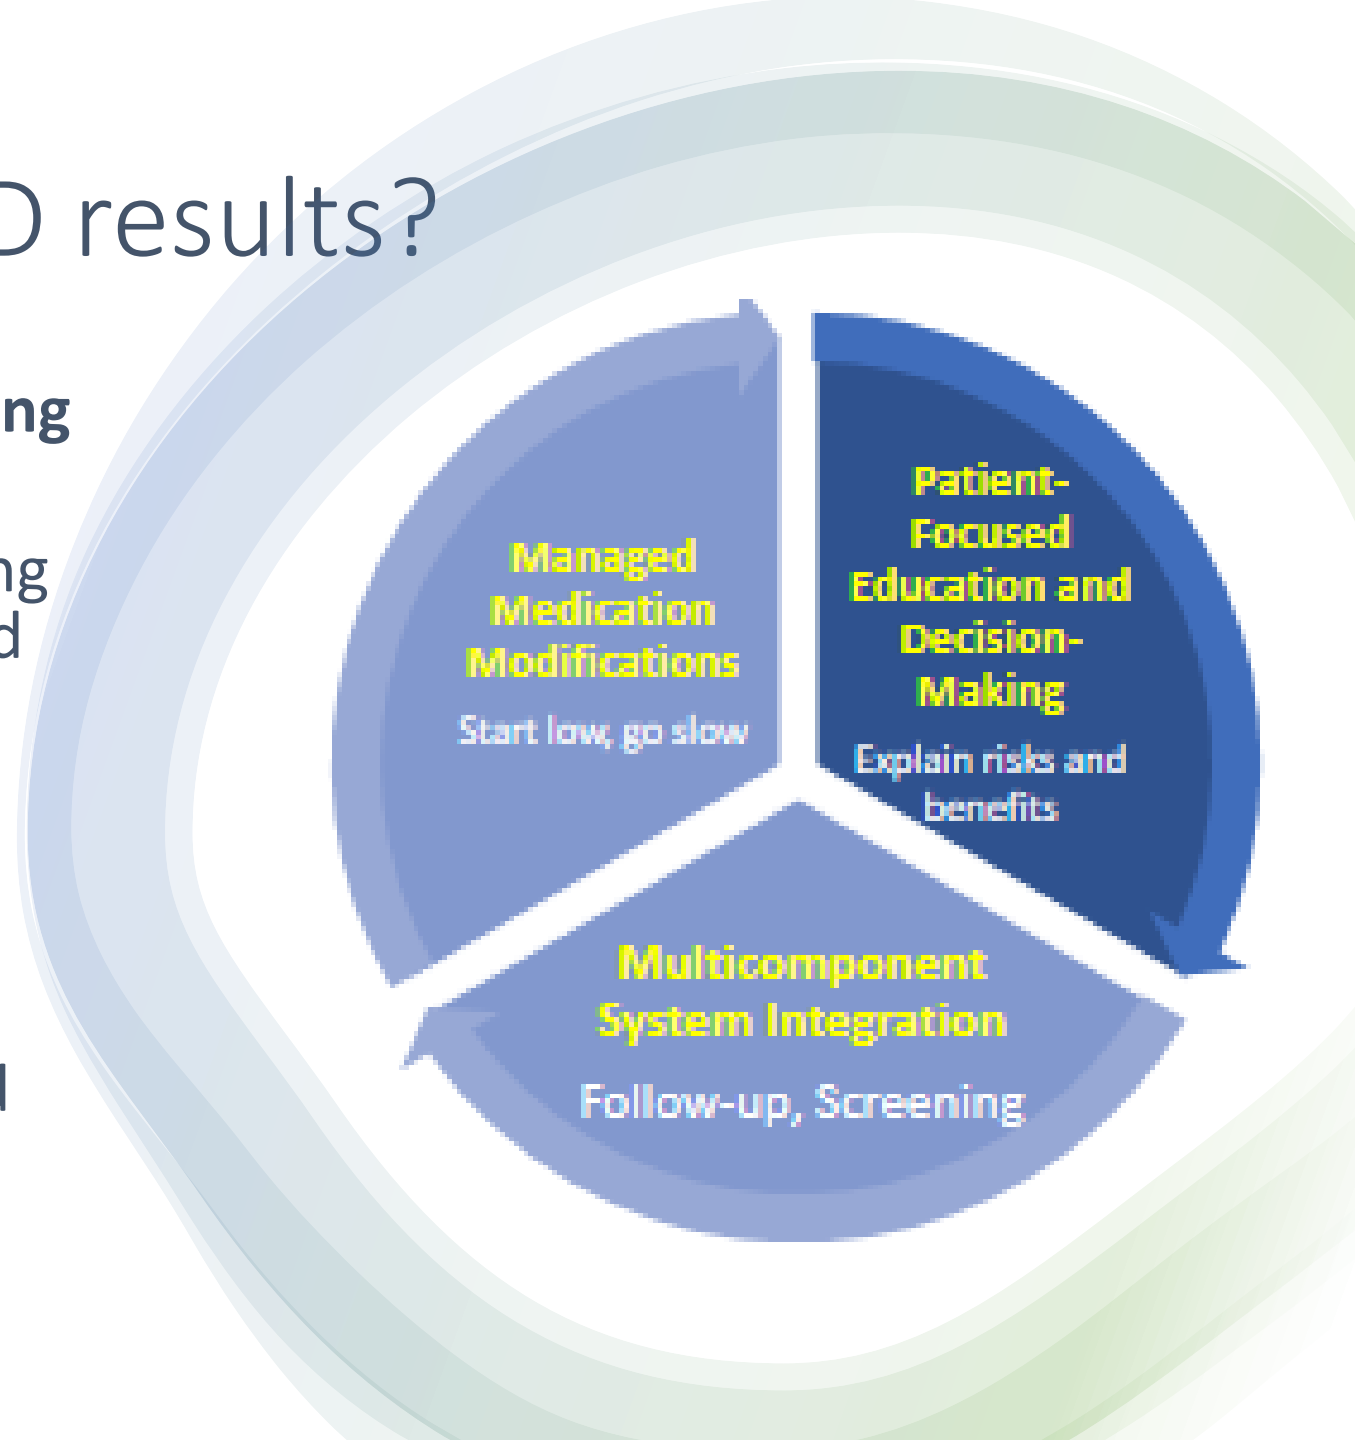 D results?
ng
ng
d
d
Managed
Medication
Modifications
Start low, go slow
Patient-
Focused
Education and
Decision-
Making
Explain risks and
benefits
Multicomponent
System Integration
Follow-up, Screening